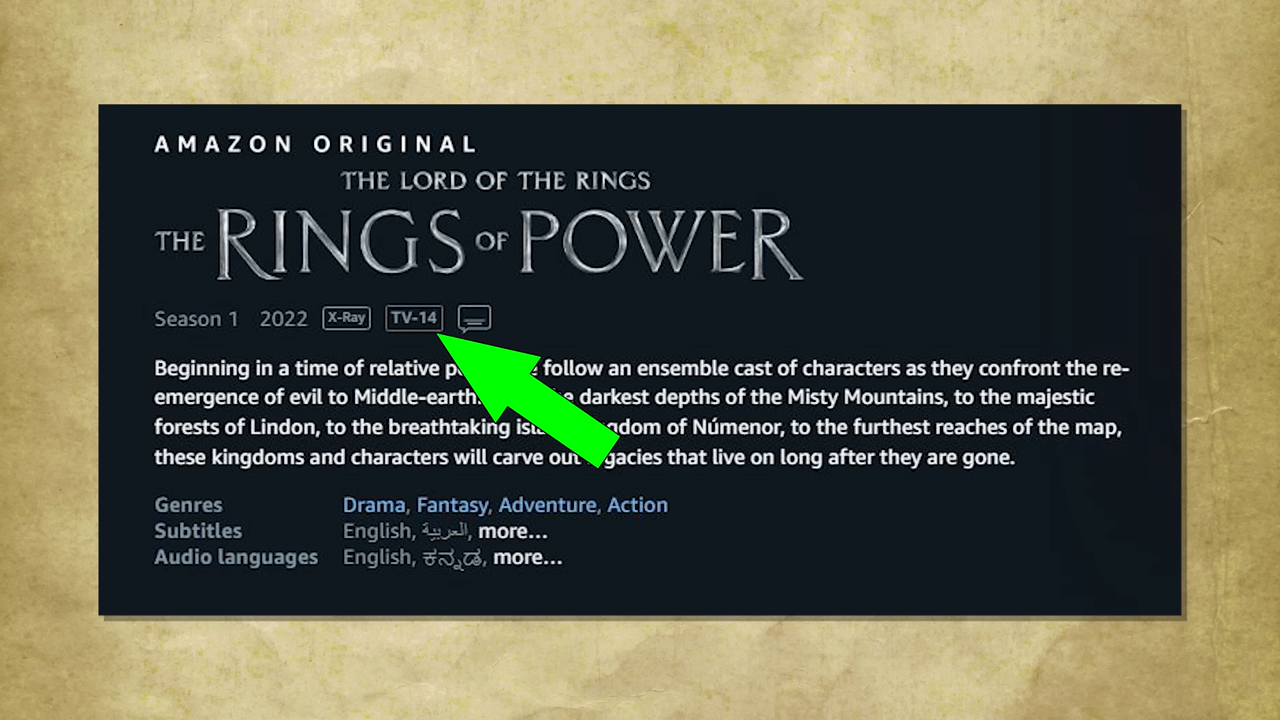 AMAZON ORIGINAL
THE LORD OF THE RINGS
THE RINGS OF POWER
Season 1 2022 X-Ray TV-14
Beginning in a time of relative follow an ensemble cast of characters as they confront the re-
emergence of evil to Middle-earth. darkest depths of the Misty Mountains, to the majestic
forests of Lindon, to the breathtaking of Númenor, to the furthest reaches of the map,
these kingdoms and characters will carve out that live on long after they are gone.
Genres Drama, Fantasy, Adventure, Action
Subtitles English, العربية, more...
Audio languages English, ಕನ್ನಡ, more...